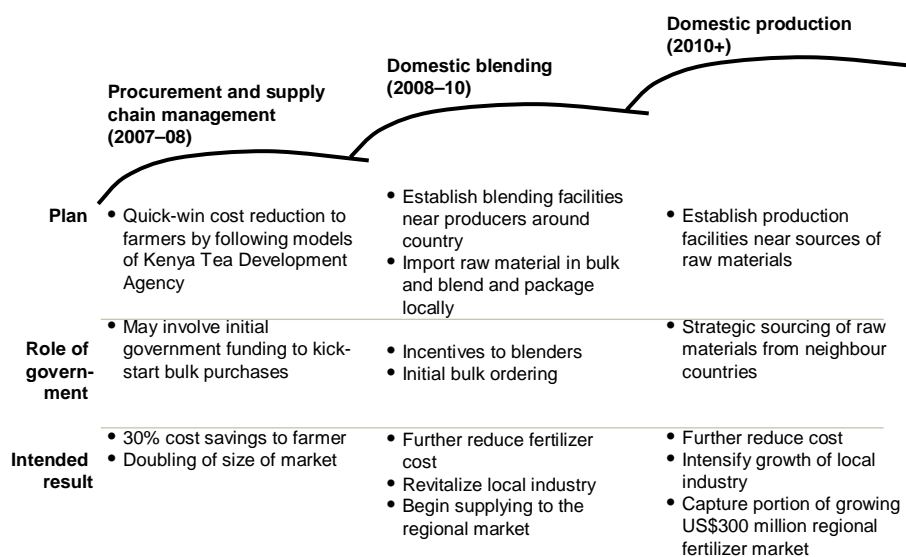 Domestic production
(2010+)
Domestic blending
(2008–10)
Procurement and supply
chain management
(2007–08)
Plan
• Quick-win cost reduction to
farmers by following models
of Kenya Tea Development
Agency
• Establish blending facilities
near producers around
country
• Import raw material in bulk
and blend and package
locally
• Establish production
facilities near sources of
raw materials
Role of
govern-
ment
• May involve initial
government funding to kick-
start bulk purchases
• Incentives to blenders
• Initial bulk ordering
• Strategic sourcing of raw
materials from neighbour
countries
Intended
result
• 30% cost savings to farmer
• Doubling of size of market
• Further reduce fertilizer
cost
• Revitalize local industry
• Begin supplying to the
regional market
• Further reduce cost
• Intensify growth of local
industry
• Capture portion of growing
US$300 million regional
fertilizer market